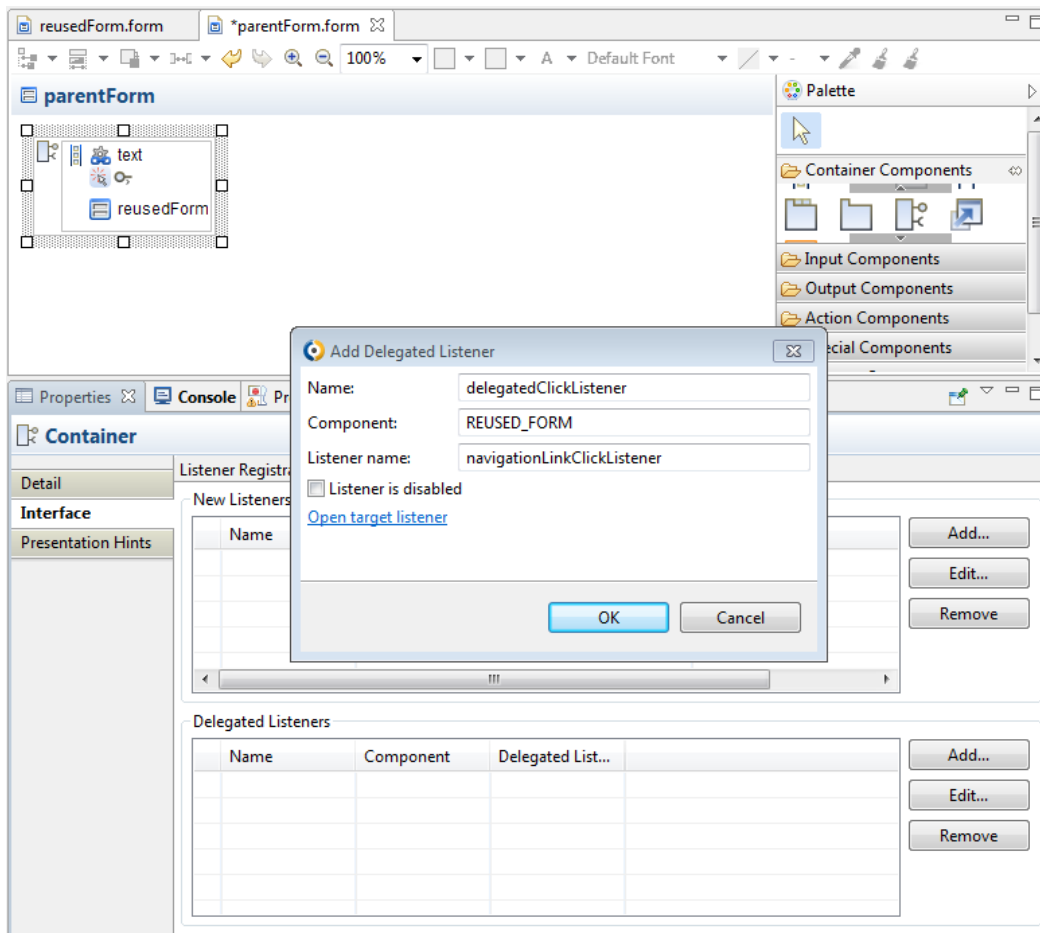 reusedForm.form *parentForm.form
100% A Default Font -
parentForm
Palette
text
reusedForm
Container Components
Input Components
Output Components
Action Components
ecial Components
Add Delegated Listener
Name: delegatedClickListener
Component: REUSED_FORM
Listener name: navigationLinkClickListener
Listener is disabled
Open target listener
OK Cancel
Properties Console Pr
Container
Detail
Interface
Presentation Hints
Listener Registra
New Listeners
Name
Add...
Edit...
Remove
Delegated Listeners
Name Component Delegated List...
Add...
Edit...
Remove